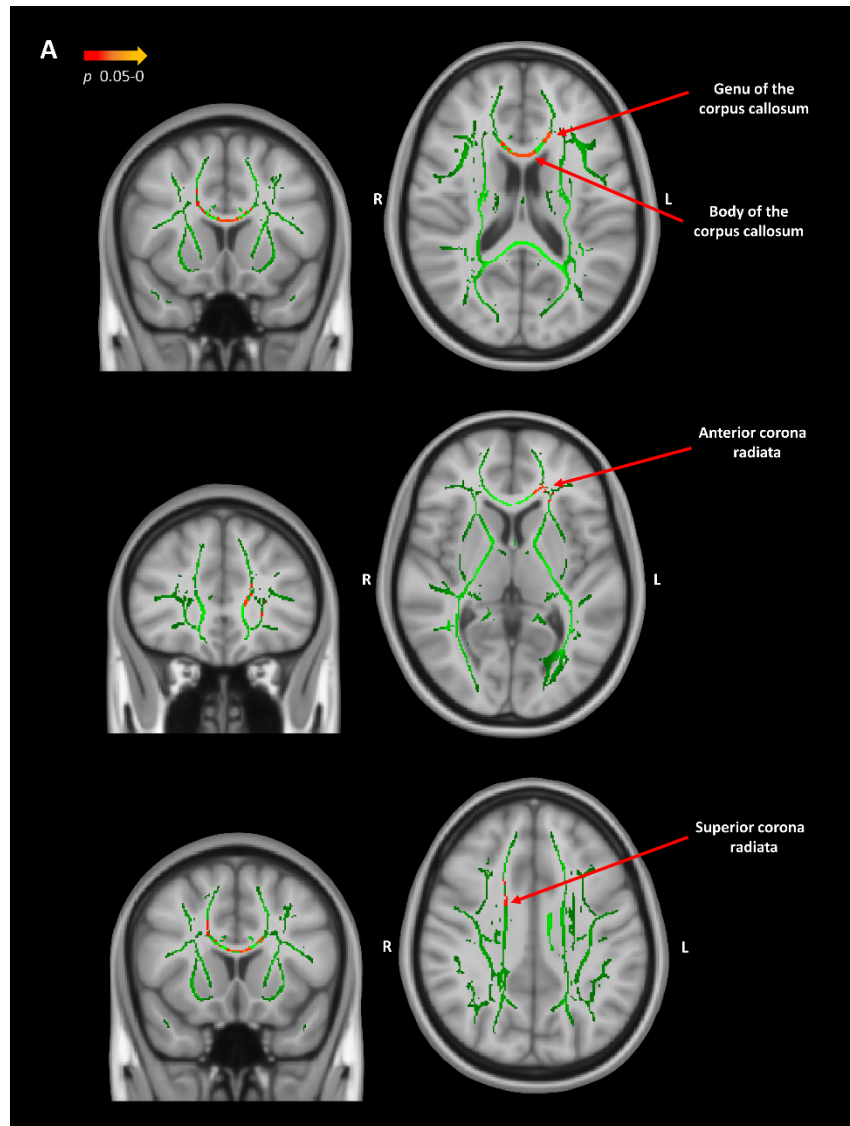 A
p 0.05-0
Genu of the
corpus callosum
R
L
Body of the
corpus callosum
Anterior corona
radiata
R
L
Superior corona
radiata
R
L